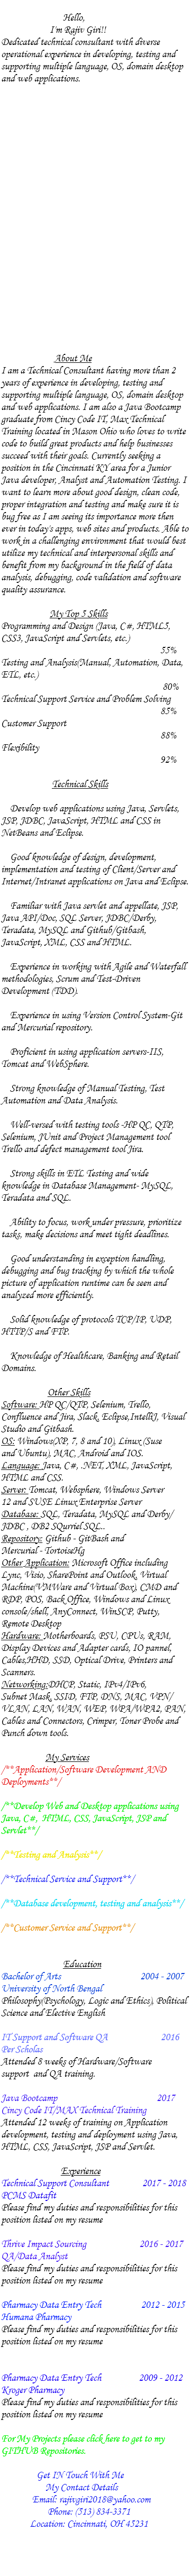 Hello,
I'm Rajiv Giri!!
Dedicated technical consultant with diverse
operational experience in developing, testing and
supporting multiple language, OS, domain desktop
and web applications.
About Me
I am a Technical Consultant having more than 2
years of experience in developing, testing and
supporting multiple language, OS, domain desktop
and web applications. I am also a Java Bootcamp
graduate from Cincy Code IT, Max Technical
Training located in Mason Ohio who loves to write
code to build great products and help businesses
succeed with their goals. Currently seeking a
position in the Cincinnati KY area for a Junior
Java developer, Analyst and Automation Testing. I
want to learn more about good design, clean code,
proper integration and testing and make sure it is
bug free as I am seeing its importance more then
ever in today's apps, web sites and products. Able to
work in a challenging environment that would best
utilize my technical and interpersonal skills and
benefit from my background in the field of data
analysis, debugging, code validation and software
quality assurance.
My Top 5 Skills
Programming and Design (Java, C#, HTML5,
CSS3, JavaScript and Servlets, etc.)
55%
Testing and Analysis(Manual, Automation, Data,
ETL, etc.)
80%
Technical Support Service and Problem Solving
85%
Customer Support
88%
Flexibility
92%
Technical Skills
Develop web applications using Java, Servlets,
JSP, JDBC, JavaScript, HTML and CSS in
NetBeans and Eclipse.
Good knowledge of design, development,
implementation and testing of Client/Server and
Internet/Intranet applications on Java and Eclipse.
Familiar with Java servlet and appellate, JSP,
Java API/Doc, SQL Server, JDBC/Derby,
Teradata, MySQL and Github/Gitbash,
JavaScript, XML, CSS and HTML.
Experience in working with Agile and Waterfall
methodologies, Scrum and Test-Driven
Development (TDD).
Experience in using Version Control System-Git
and Mercurial repository.
Proficient in using application servers-IIS,
Tomcat and WebSphere.
Strong knowledge of Manual Testing, Test
Automation and Data Analysis.
Well-versed with testing tools -HP QC, QTP,
Selenium, JUnit and Project Management tool
Trello and defect management tool Jira.
Strong skills in ETL Testing and wide
knowledge in Database Management- MySQL,
Teradata and SQL.
Ability to focus, work under pressure, prioritize
tasks, make decisions and meet tight deadlines.
Good understanding in exception handling,
debugging and bug tracking by which the whole
picture of application runtime can be seen and
analyzed more efficiently.
Solid knowledge of protocols TCP/IP, UDP,
HTTP/S and FTP.
Knowledge of Healthcare, Banking and Retail
Domains.
Other Skills
Software: HP QC/QTP, Selenium, Trello,
Confluence and Jira, Slack, Eclipse,IntelliJ, Visual
Studio and Gitbash.
OS: Windows(XP, 7, 8 and 10), Linux (Suse
and Ubuntu), MAC, Android and IOS.
Language: Java, C#, .NET, XML, JavaScript,
HTML and CSS.
Server: Tomcat, Websphere, Windows Server
12 and SUSE Linux Enterprise Server
Database: SQL, Teradata, MySQL and Derby/
JDBC , DB2 SQuirrel SQL..
Repository: Github - GitBash and
Mercurial - TortoiseHg
Other Application: Microsoft Office including
Lync, Visio, SharePoint and Outlook, Virtual
Machine(VMWare and Virtual Box), CMD and
RDP, POS, Back Office, Windows and Linux
console/shell, AnyConnect, WinSCP, Putty,
Remote Desktop
Hardware: Motherboards, PSU, CPUs, RAM,
Display Devices and Adapter cards, IO pannel,
Cables,HDD, SSD, Optical Drive, Printers and
Scanners.
Networking:DHCP, Static, IPv4/IPv6,
Subnet Mask, SSID, FTP, DNS, MAC, VPN/
VLAN, LAN, WAN, WEP, WPA/WPA2, PAN,
Cables and Connectors, Crimper, Toner Probe and
Punch down tools.
My Services
/**Application/Software Development AND
Deployments**/
/**Develop Web and Desktop applications using
Java, C#, HTML, CSS, JavaScript, JSP and
Servlet**/
/**Testing and Analysis**/
/**Technical Service and Support**/
/**Database development, testing and analysis**/
/**Customer Service and Support**/
Education
Bachelor of Arts 2004 - 2007
University of North Bengal
Philosophy(Psychology, Logic and Ethics), Political
Science and Elective English
IT Support and Software QA 2016
Per Scholas
Attended 8 weeks of Hardware/Software
support and QA training.
Java Bootcamp 2017
Cincy Code IT/MAX Technical Training
Attended 12 weeks of training on Application
development, testing and deployment using Java,
HTML, CSS, JavaScript, JSP and Servlet.
Experience
Technical Support Consultant 2017 - 2018
PCMS Datafit
Please find my duties and responsibilities for this
position listed on my resume
Thrive Impact Sourcing 2016 - 2017
QA/Data Analyst
Please find my duties and responsibilities for this
position listed on my resume
Pharmacy Data Entry Tech 2012 - 2015
Humana Pharmacy
Please find my duties and responsibilities for this
position listed on my resume
Pharmacy Data Entry Tech 2009 - 2012
Kroger Pharmacy
Please find my duties and responsibilities for this
position listed on my resume
For My Projects please click here to get to my
GITHUB Repositories.
Get IN Touch With Me
My Contact Details
Email: rajivgiri2018@yahoo.com
Phone: (513) 834-3371
Location: Cincinnati, OH 45231